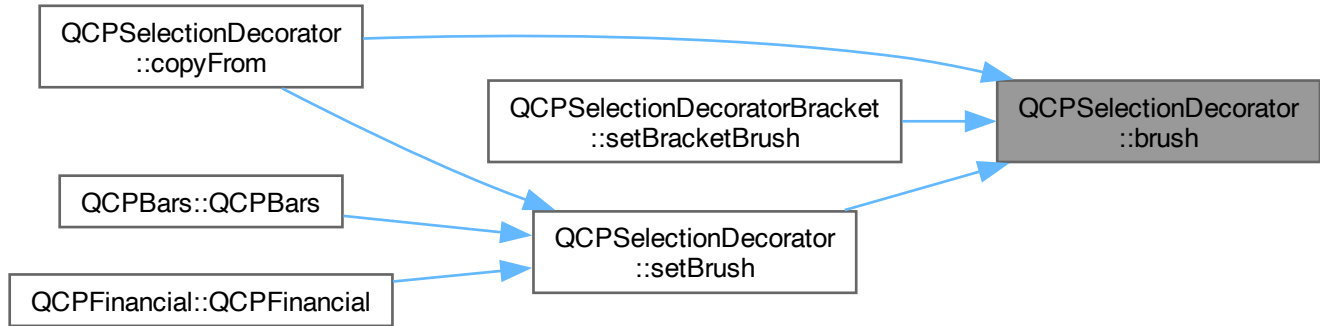 QCPSelectionDecorator
::copyFrom
QCPSelectionDecoratorBracket
::setBracketBrush
QCPSelectionDecorator
::brush
QCPBars::QCPBars
QCPSelectionDecorator
::setBrush
QCPFinancial::QCPFinancial